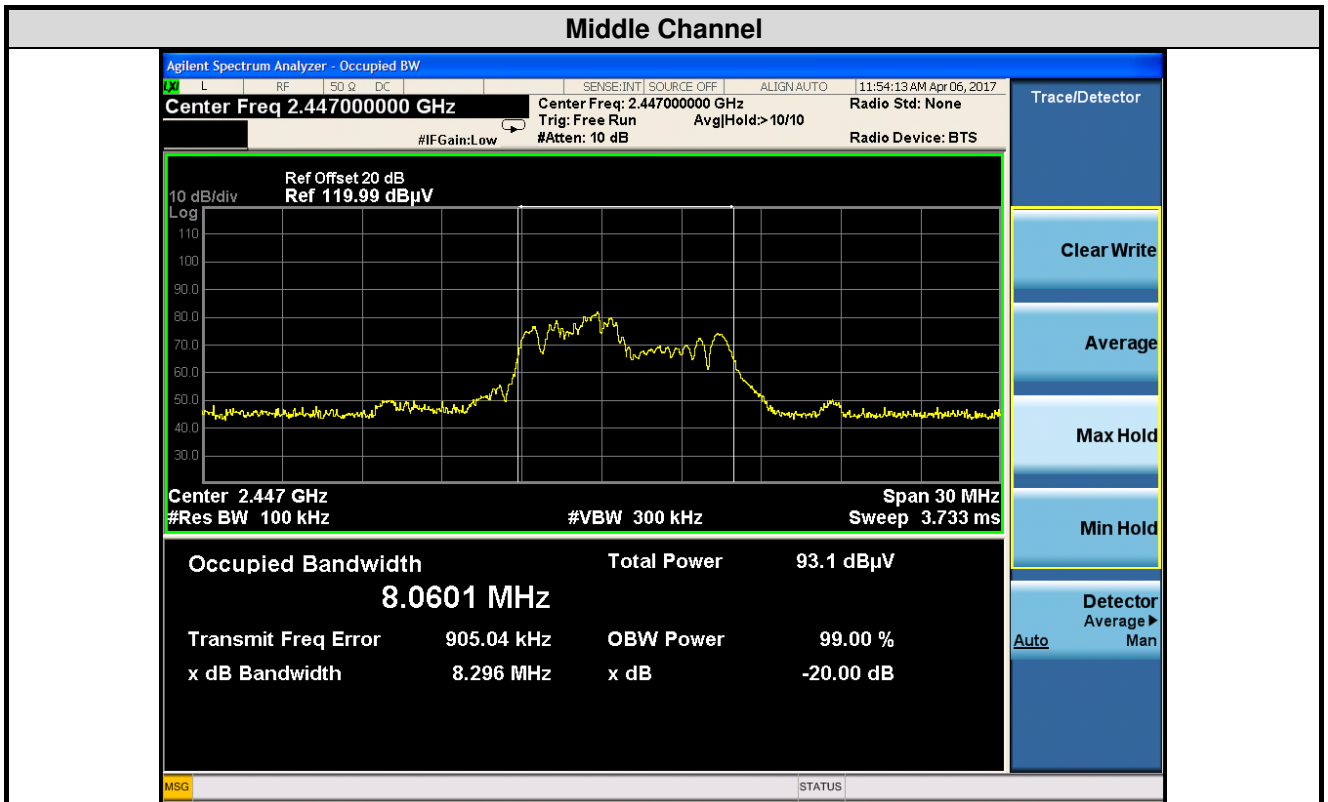 Middle Channel
Agilent Spectrum Analyzer - Occupied BW
LXI L RF 50 Ω DC SENSE:INT SOURCE OFF ALIGN AUTO 11:54:13 AM Apr 06, 2017
Center Freq 2.447000000 GHz
Center Freq: 2.447000000 GHz
Radio Std: None
Trig: Free Run Avg|Hold:>10/10
#IFGain:Low
#Atten: 10 dB
Radio Device: BTS
Ref Offset 20 dB
10 dB/div Ref 119.99 dBµV
Log
110
100
90.0
80.0
70.0
60.0
50.0
40.0
30.0
Center 2.447 GHz
Span 30 MHz
#Res BW 100 kHz
#VBW 300 kHz
Sweep 3.733 ms
Occupied Bandwidth
Total Power 93.1 dBµV
8.0601 MHz
Transmit Freq Error 905.04 kHz
OBW Power 99.00 %
x dB Bandwidth 8.296 MHz
x dB -20.00 dB
Trace/Detector
Clear Write
Average
Max Hold
Min Hold
Detector
Average▶
Auto Man
MSG
STATUS